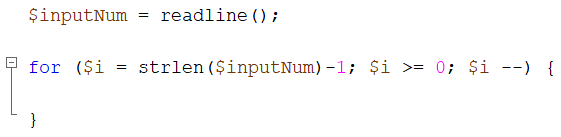 $inputNum = readline();
for ($i = strlen($inputNum)-1; $i >= 0; $i --) {
}